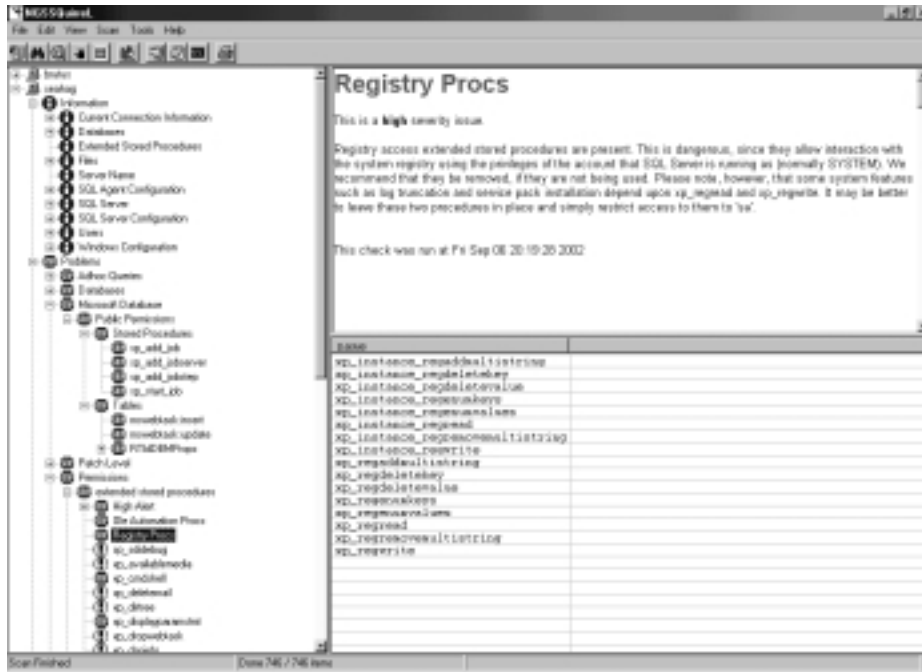 NGSSQuirreL
File Edit View Scan Tools Help
Information
Current Connection Information
Databases
Extended Stored Procedures
Files
Server Name
SQL Agent Configuration
SQL Server
SQL Server Configuration
Users
Windows Configuration
Problems
Adhoc Queries
Databases
Microsoft Database
Public Permissions
Stored Procedures
sp_add_job
sp_add_jobserver
sp_add_jobstep
sp_start_job
Tables
mswebtask insert
mswebtask update
RTblDBMProps
Patch Level
Permissions
extended stored procedures
High Alert
Ole Automation Procs
Registry Procs
xp_availablemedia
xp_cmdshell
xp_deletemail
xp_dirtree
xp_displayparamstmt
xp_dropwebtask
Scan Finished
Registry Procs
This is a high severity issue.
Registry access extended stored procedures are present. This is dangerous, since they allow interaction with
the system registry using the privileges of the account that SQL Server is running as (normally SYSTEM). We
recommend that they be removed, if they are not being used. Please note, however, that some system features
such as log truncation and service pack installation depend upon xp_regread and xp_regwrite. It may be better
to leave these two procedures in place and simply restrict access to them to 'sa'.
This check was run at Fri Sep 06 20:19:28 2002
name
xp_instance_regaddmultistring
xp_instance_regdeletekey
xp_instance_regdeletevalue
xp_instance_regenumkeys
xp_instance_regenumvalues
xp_instance_regread
xp_instance_regremovemultistring
xp_instance_regwrite
xp_regaddmultistring
xp_regdeletekey
xp_regdeletevalue
xp_regenumkeys
xp_regenumvalues
xp_regread
xp_regremovemultistring
xp_regwrite
Done 746 / 746 items